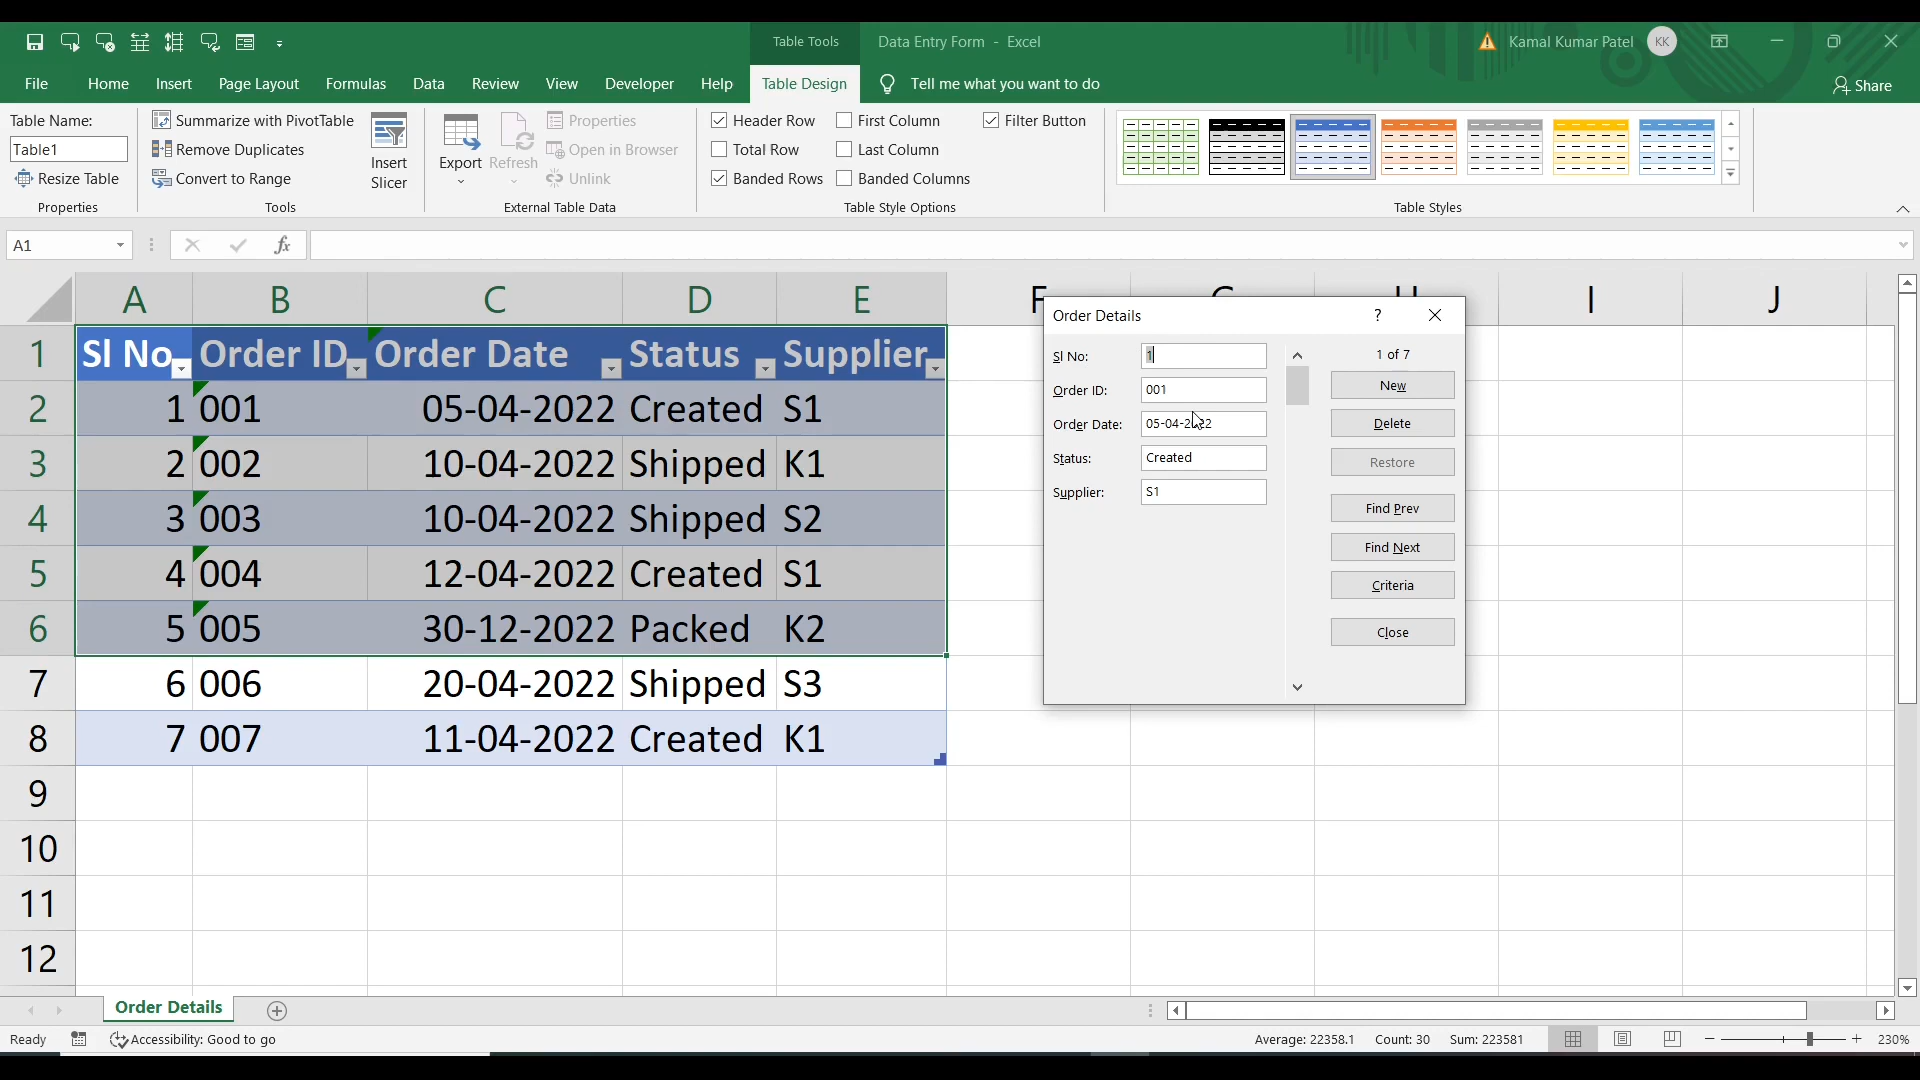 Table Tools
Data Entry Form - Excel
Kamal Kumar Patel
KK
File
Home
Insert
Page Layout
Formulas
Data
Review
View
Developer
Help
Table Design
Tell me what you want to do
Share
Table Name:
Table1
Resize Table
Properties
Summarize with PivotTable
Remove Duplicates
Convert to Range
Insert
Slicer
Tools
Export
Refresh
Properties
Open in Browser
Unlink
External Table Data
Header Row
First Column
Filter Button
Total Row
Last Column
Banded Rows
Banded Columns
Table Style Options
Table Styles
A1
fx
A B C D E F G H I J
1 Sl No. Order ID Order Date Status Supplier
2 1 001 05-04-2022 Created S1
3 2 002 10-04-2022 Shipped K1
4 3 003 10-04-2022 Shipped S2
5 4 004 12-04-2022 Created S1
6 5 005 30-12-2022 Packed K2
7 6 006 20-04-2022 Shipped S3
8 7 007 11-04-2022 Created K1
9
10
11
12
Order Details
?
Sl No: 1
Order ID: 001
Order Date: 05-04-2022
Status: Created
Supplier: S1
1 of 7
New
Delete
Restore
Find Prev
Find Next
Criteria
Close
Order Details
Ready
Accessibility: Good to go
Average: 22358.1 Count: 30 Sum: 223581
230%